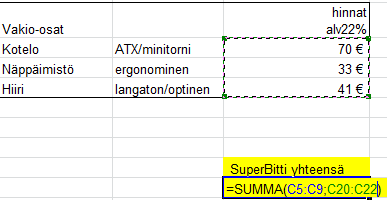 hinnat
Vakio-osat alv22%
Kotelo ATX/minitorni 70 €
Näppäimistö ergonominen 33 €
Hiiri langaton/optinen 41 €
SuperBitti yhteensä
=SUMMA(C5:C9;C20:C22)